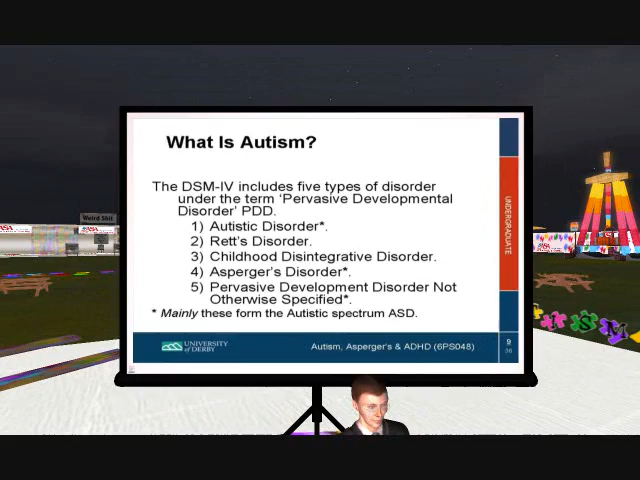 What Is Autism?
The DSM-IV includes five types of disorder
under the term 'Pervasive Developmental
Disorder' PDD.
1) Autistic Disorder*.
2) Rett's Disorder.
3) Childhood Disintegrative Disorder.
4) Asperger's Disorder*.
5) Pervasive Development Disorder Not
Otherwise Specified*.
* Mainly these form the Autistic spectrum ASD.
UNDERGRADUATE
UNIVERSITY
of DERBY
Autism, Asperger's & ADHD (6PS048)
9
36
Weird Shit